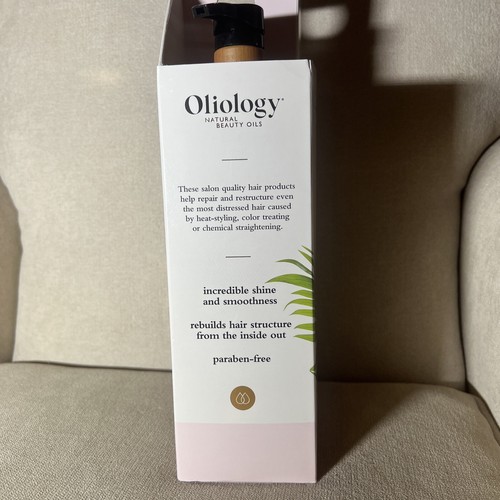 Oliology
NATURAL
BEAUTY OILS
These salon quality hair products
help repair and restructure even
the most distressed hair caused
by heat-styling, color treating
or chemical straightening.
incredible shine
and smoothness
rebuilds hair structure
from the inside out
paraben-free